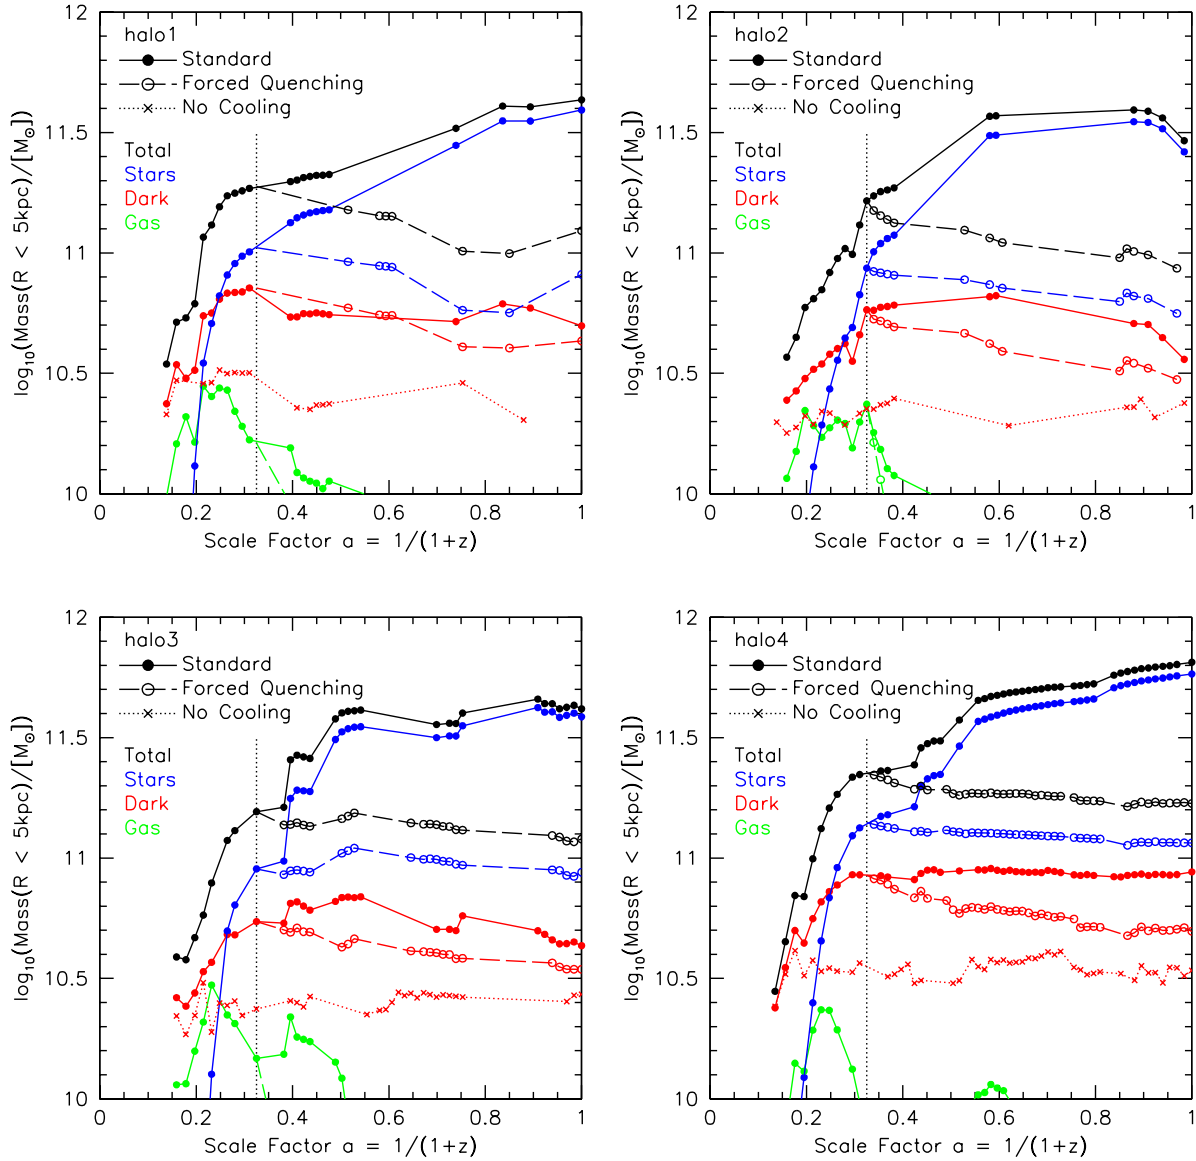 halo1
Standard
Forced Quenching
No Cooling
Total
Stars
Dark
Gas
12
11.5
11
10.5
10
0
0.2
0.4
0.6
0.8
1
log10(Mass(R < 5kpc)/[M⊙])
Scale Factor a = 1/(1+z)
halo2
Standard
Forced Quenching
No Cooling
Total
Stars
Dark
Gas
12
11.5
11
10.5
10
0
0.2
0.4
0.6
0.8
1
log10(Mass(R < 5kpc)/[M⊙])
Scale Factor a = 1/(1+z)
halo3
Standard
Forced Quenching
No Cooling
Total
Stars
Dark
Gas
12
11.5
11
10.5
10
0
0.2
0.4
0.6
0.8
1
log10(Mass(R < 5kpc)/[M⊙])
Scale Factor a = 1/(1+z)
halo4
Standard
Forced Quenching
No Cooling
Total
Stars
Dark
Gas
12
11.5
11
10.5
10
0
0.2
0.4
0.6
0.8
1
log10(Mass(R < 5kpc)/[M⊙])
Scale Factor a = 1/(1+z)